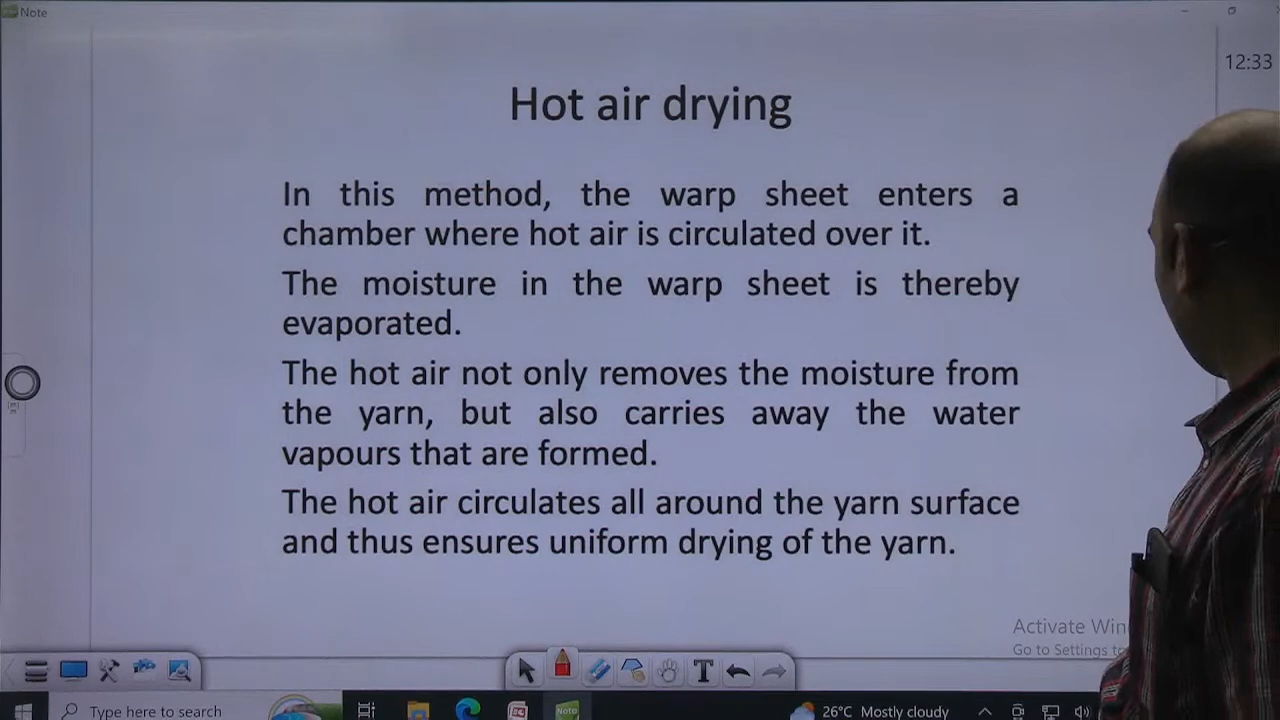 Note
12:33
Hot air drying
In this method, the warp sheet enters a
chamber where hot air is circulated over it.
The moisture in the warp sheet is thereby
evaporated.
The hot air not only removes the moisture from
the yarn, but also carries away the water
vapours that are formed.
The hot air circulates all around the yarn surface
and thus ensures uniform drying of the yarn.
Activate Win
Go to Settings to
T
Type here to search
Note
26°C Mostly cloudy